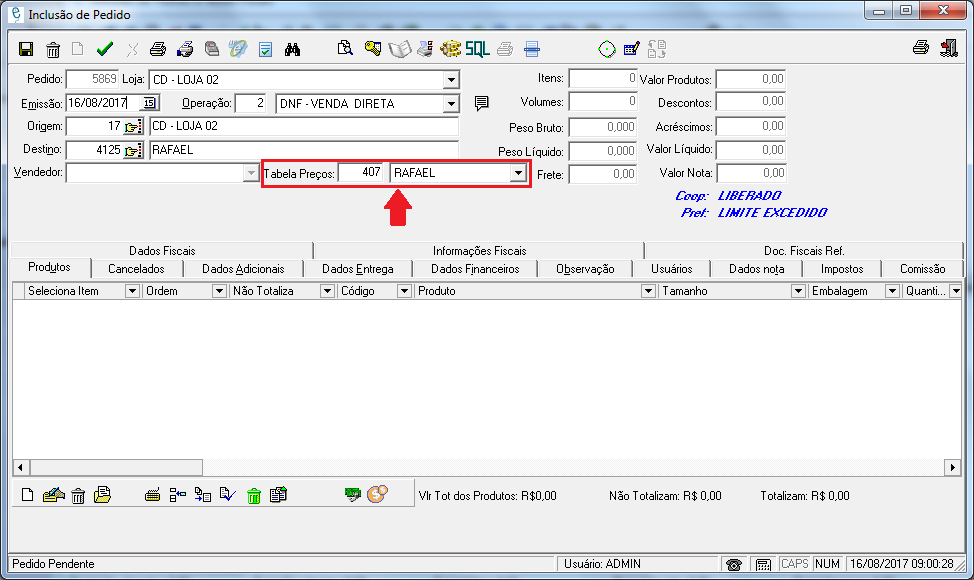 Inclusão de Pedido
SQL
Pedido: 5869 Loja: CD - LOJA 02 Itens: 0 Valor Produtos: 0,00
Emissão: 16/08/2017 15 Operação: 2 DNF - VENDA DIRETA Volumes: 0 Descontos: 0,00
Origem: 17 CD - LOJA 02 Peso Bruto: 0,000 Acréscimos: 0,00
Destino: 4125 RAFAEL Peso Líquido: 0,000 Valor Líquido: 0,00
Vendedor: Tabela Preços: 407 RAFAEL Frete: 0,00 Valor Nota: 0,00
Coop: LIBERADO
Pref: LIMITE EXCEDIDO
Dados Fiscais Informações Fiscais Doc. Fiscais Ref.
Produtos Cancelados Dados Adicionais Dados Entrega Dados Financeiros Observação Usuários Dados nota Impostos Comissão
Seleciona Item Ordem Não Totaliza Código Produto Tamanho Embalagem Quanti...
Vlr Tot dos Produtos: R$0,00 Não Totalizam: R$ 0,00 Totalizam: R$ 0,00
Pedido Pendente Usuário: ADMIN CAPS NUM 16/08/2017 09:00:28